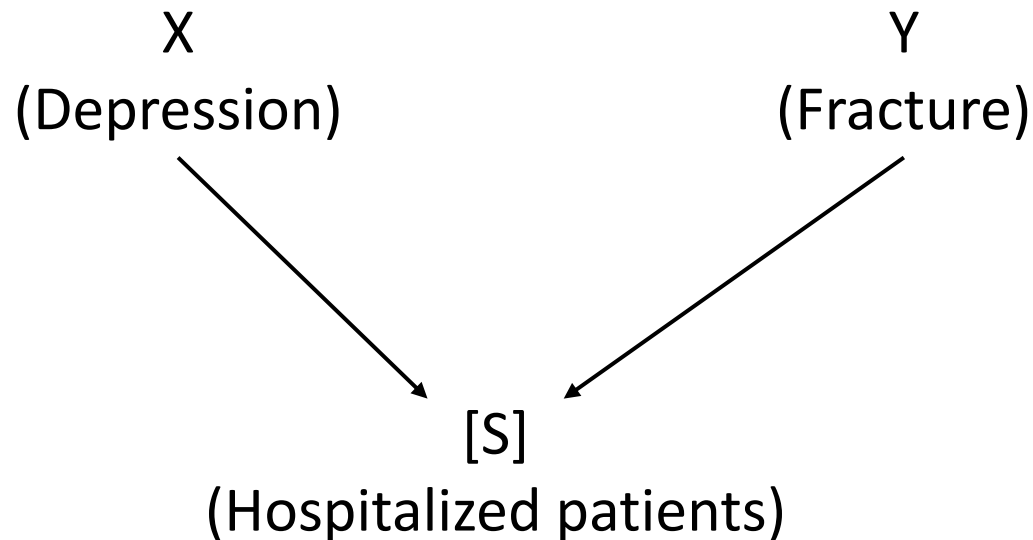 X
(Depression)
Y
(Fracture)
[S]
(Hospitalized patients)